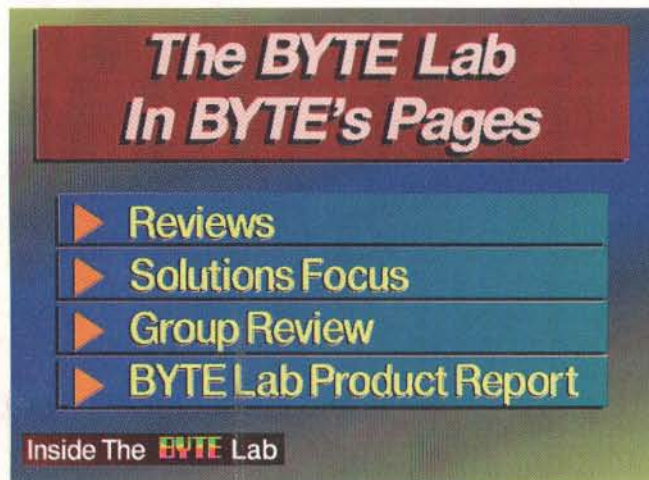 The BYTE Lab
In BYTE's Pages
Reviews
Solutions Focus
Group Review
BYTE Lab Product Report
Inside The BYTE Lab